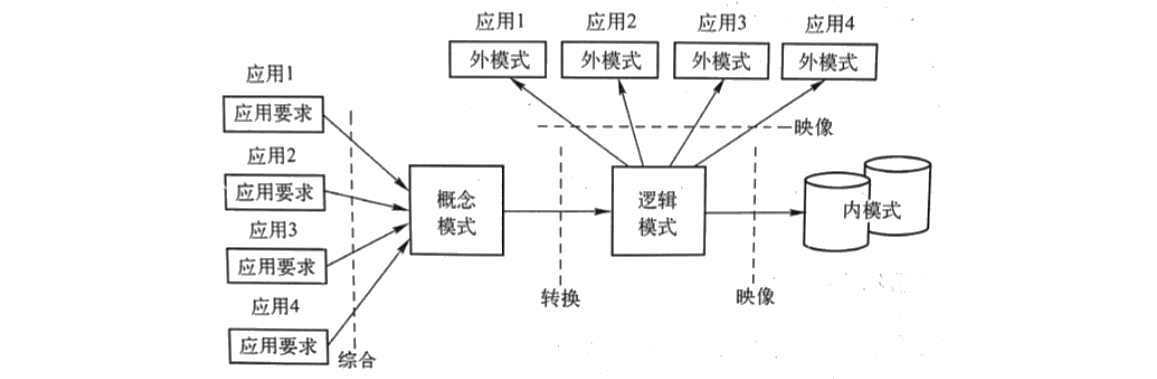 应用1
应用2
应用3
应用4
外模式
外模式
外模式
外模式
应用1
应用要求
映像
应用2
应用要求
概念
模式
逻辑
模式
内模式
应用3
应用要求
转换
映像
应用4
应用要求
综合